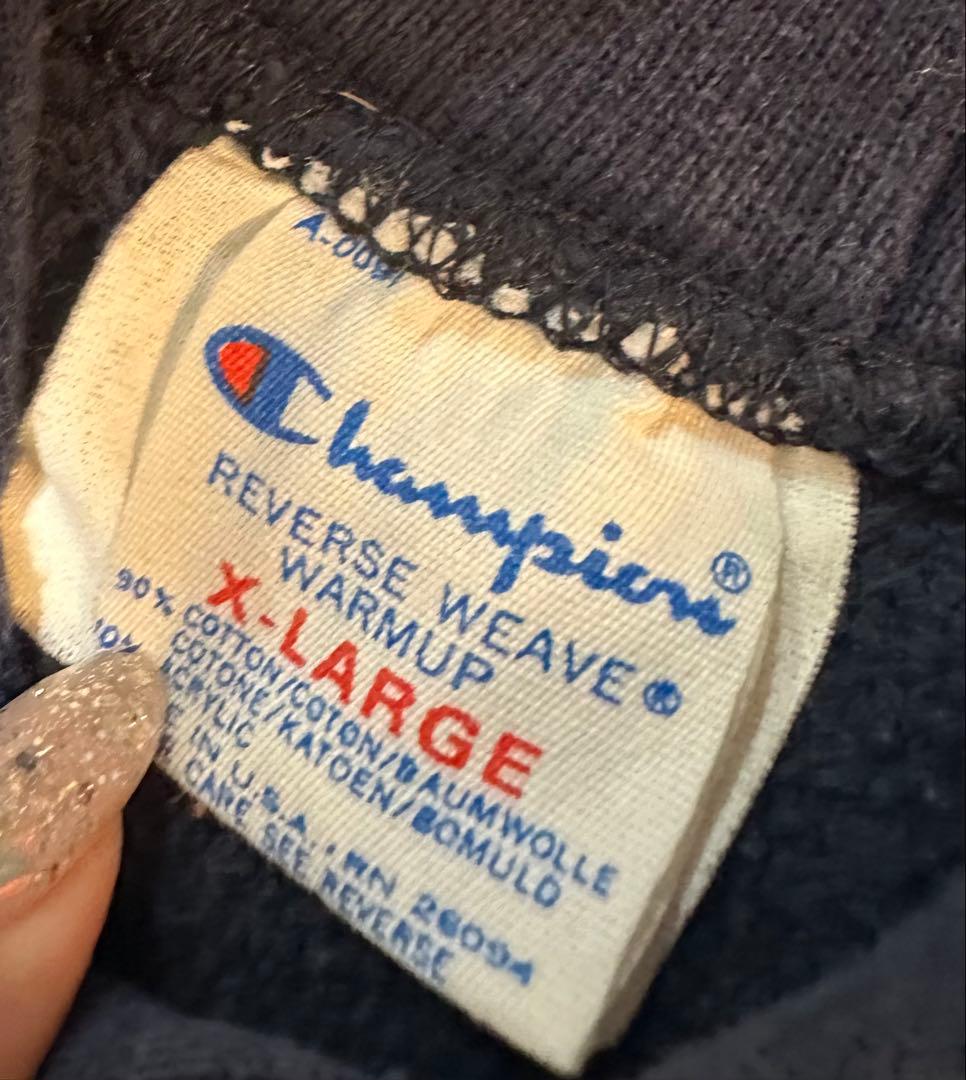 Champion®
REVERSE WEAVE®
WARMUP
X-LARGE
90% COTTON/COTON/BAUMWOLLE
COTONE/KATOEN/BOMULD
ACRYLIC
IN U.S.A. RN 26094
CARE SEE REVERSE